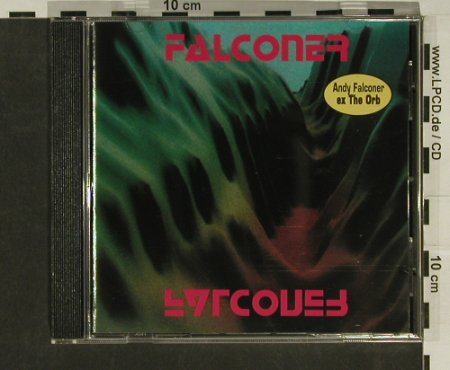 10 cm
FALCONER
Andy Falconer
ex The Orb
FALCONER
www.LPCD.de / CD
10 cm